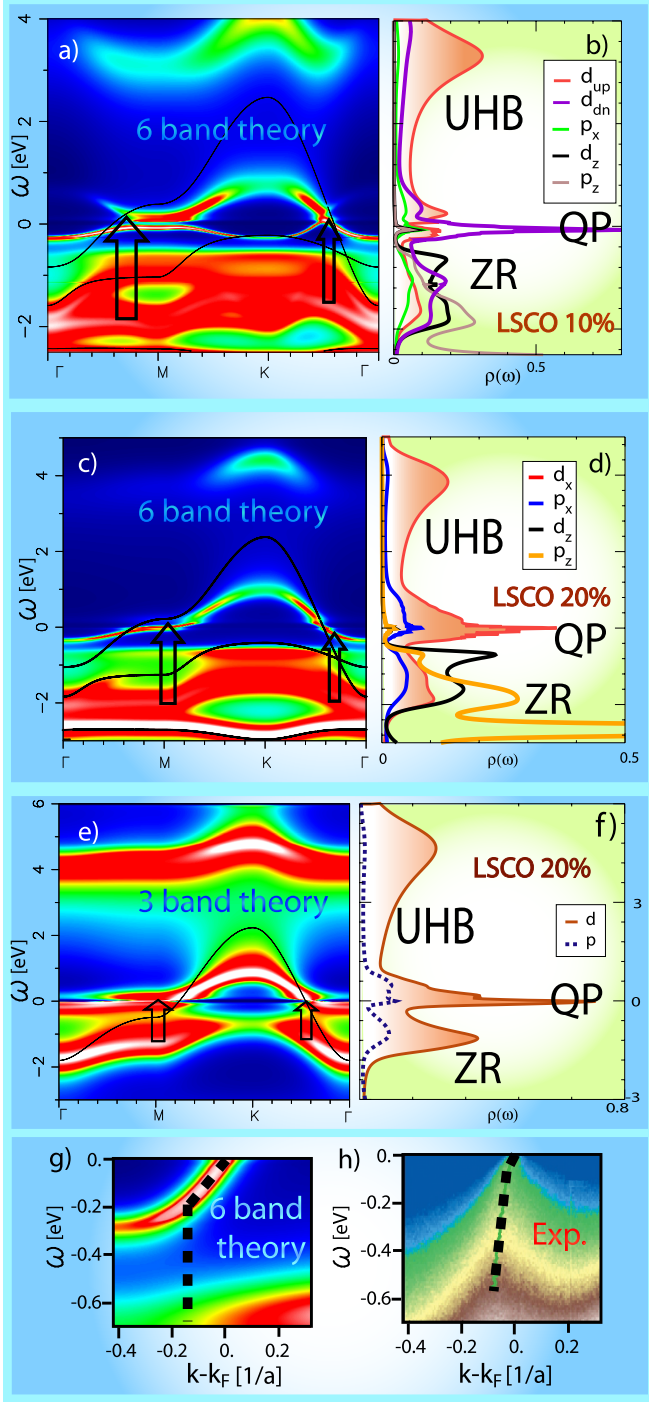 a)
4
2
0
−2
ω [eV]
6 band theory
Γ
M
K
Γ
b)
UHB
QP
ZR
LSCO 10%
d_up
d_dn
p_x
d_z
p_z
0
0.5
ρ(ω)
c)
4
2
0
−2
ω [eV]
6 band theory
Γ
M
K
Γ
d)
d_x
p_x
d_z
p_z
UHB
LSCO 20%
QP
ZR
0
0.5
ρ(ω)
e)
6
4
2
0
−2
ω [eV]
3 band theory
Γ
M
K
Γ
f)
LSCO 20%
d
p
UHB
QP
ZR
3
0
-3
0.8
ρ(ω)
g)
0.
-0.2
-0.4
-0.6
ω [eV]
6 band
theory
-0.4
-0.2
0.
0.2
k-k_F [1/a]
h)
0.
-0.2
-0.4
-0.6
ω [eV]
Exp.
-0.4
-0.2
0.
0.2
k-k_F [1/a]